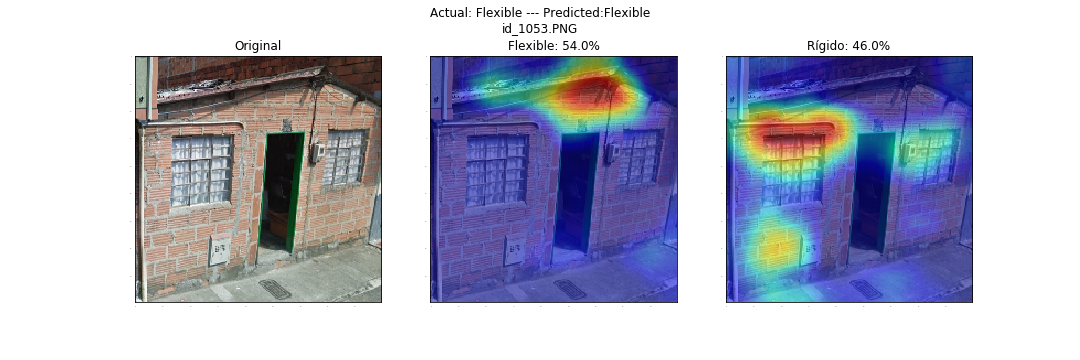 Actual: Flexible --- Predicted:Flexible
id_1053.PNG
Original
Flexible: 54.0%
Rígido: 46.0%